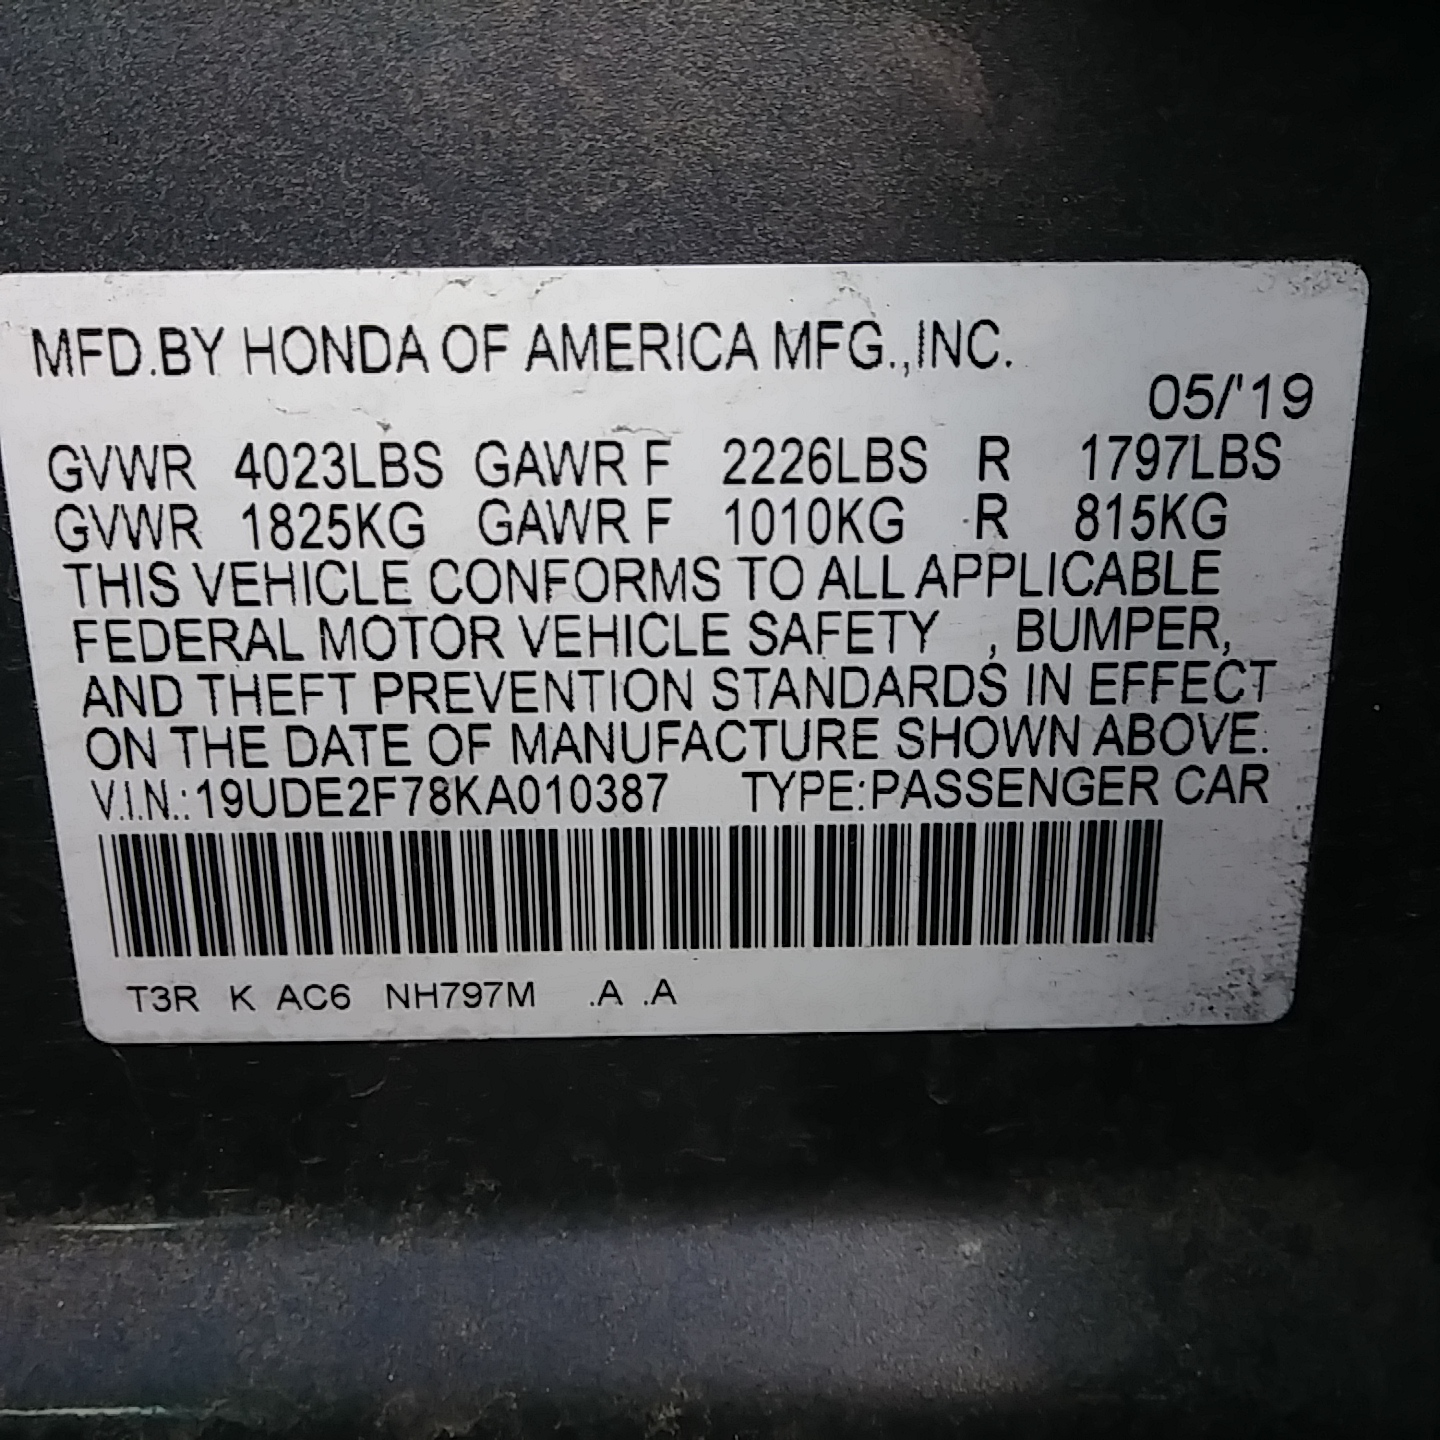 MFD.BY HONDA OF AMERICA MFG.,INC.
05/'19
GVWR 4023LBS GAWR F 2226LBS R 1797LBS
GVWR 1825KG GAWR F 1010KG R 815KG
THIS VEHICLE CONFORMS TO ALL APPLICABLE
FEDERAL MOTOR VEHICLE SAFETY , BUMPER,
AND THEFT PREVENTION STANDARDS IN EFFECT
ON THE DATE OF MANUFACTURE SHOWN ABOVE.
V.I.N.:19UDE2F78KA010387 TYPE:PASSENGER CAR
T3R K AC6 NH797M .A .A